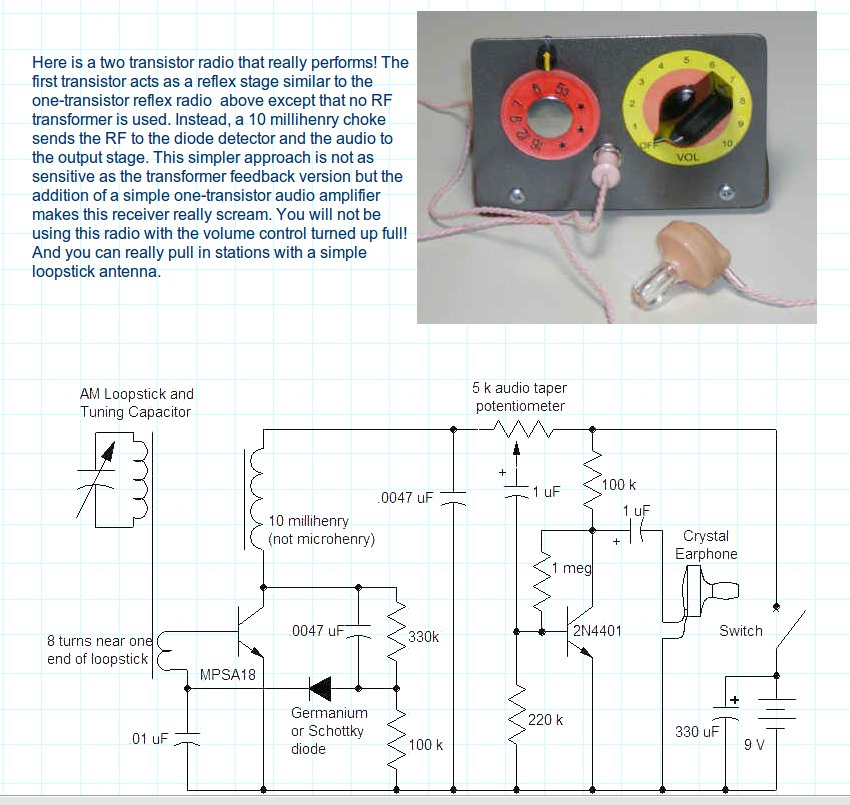 Here is a two transistor radio that really performs! The
first transistor acts as a reflex stage similar to the
one-transistor reflex radio above except that no RF
transformer is used. Instead, a 10 millihenry choke
sends the RF to the diode detector and the audio to
the output stage. This simpler approach is not as
sensitive as the transformer feedback version but the
addition of a simple one-transistor audio amplifier
makes this receiver really scream. You will not be
using this radio with the volume control turned up full!
And you can really pull in stations with a simple
loopstick antenna.
OFF 1 2 3 4 5 6 7 8 9 10
VOL
AM Loopstick and
Tuning Capacitor
5 k audio taper
potentiometer
.0047 uF
+
1 uF
100 k
1 uF
+
10 millihenry
(not microhenry)
Crystal
Earphone
1 meg
8 turns near one
end of loopstick
.0047 uF
330k
2N4401
Switch
MPSA18
Germanium
or Schottky
diode
.01 uF
100 k
220 k
+
330 uF
9 V